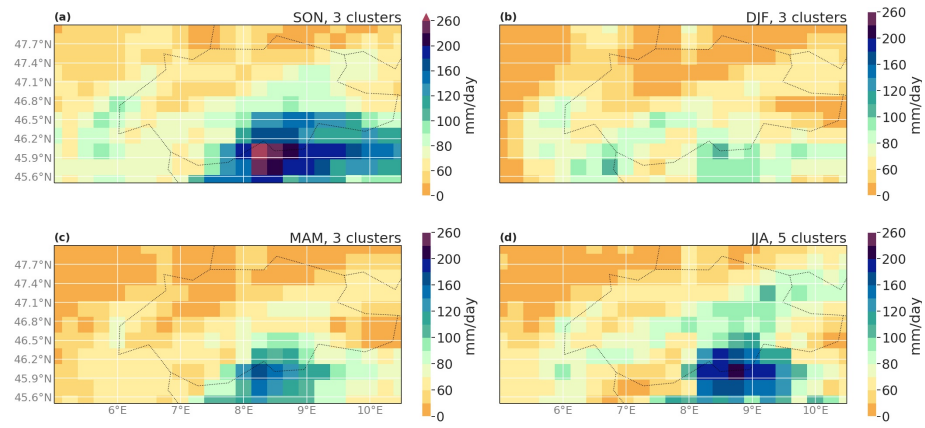 (a) SON, 3 clusters
47.7°N
47.4°N
47.1°N
46.8°N
46.5°N
46.2°N
45.9°N
45.6°N
260
200
160
120
100
80
60
0
mm/day
(b) DJF, 3 clusters
260
200
160
120
100
80
60
0
mm/day
(c) MAM, 3 clusters
47.7°N
47.4°N
47.1°N
46.8°N
46.5°N
46.2°N
45.9°N
45.6°N
6°E 7°E 8°E 9°E 10°E
260
200
160
120
100
80
60
0
mm/day
(d) JJA, 5 clusters
6°E 7°E 8°E 9°E 10°E
260
200
160
120
100
80
60
0
mm/day